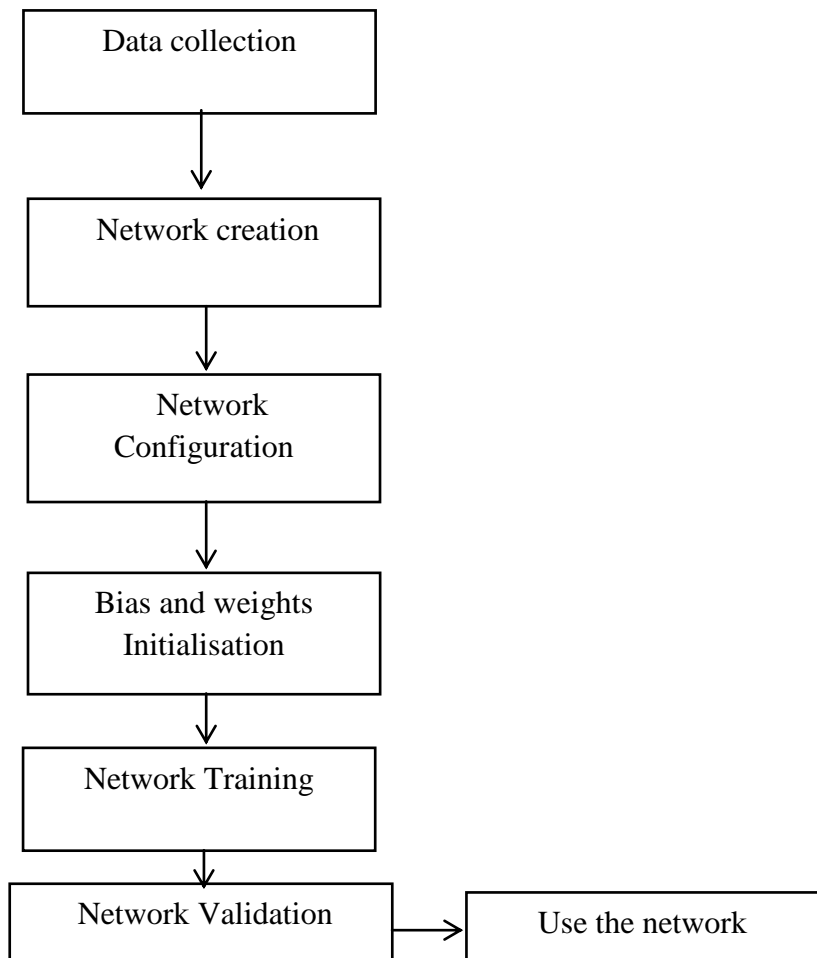 Data collection
Network creation
Network
Configuration
Bias and weights
Initialisation
Network Training
Network Validation
Use the network